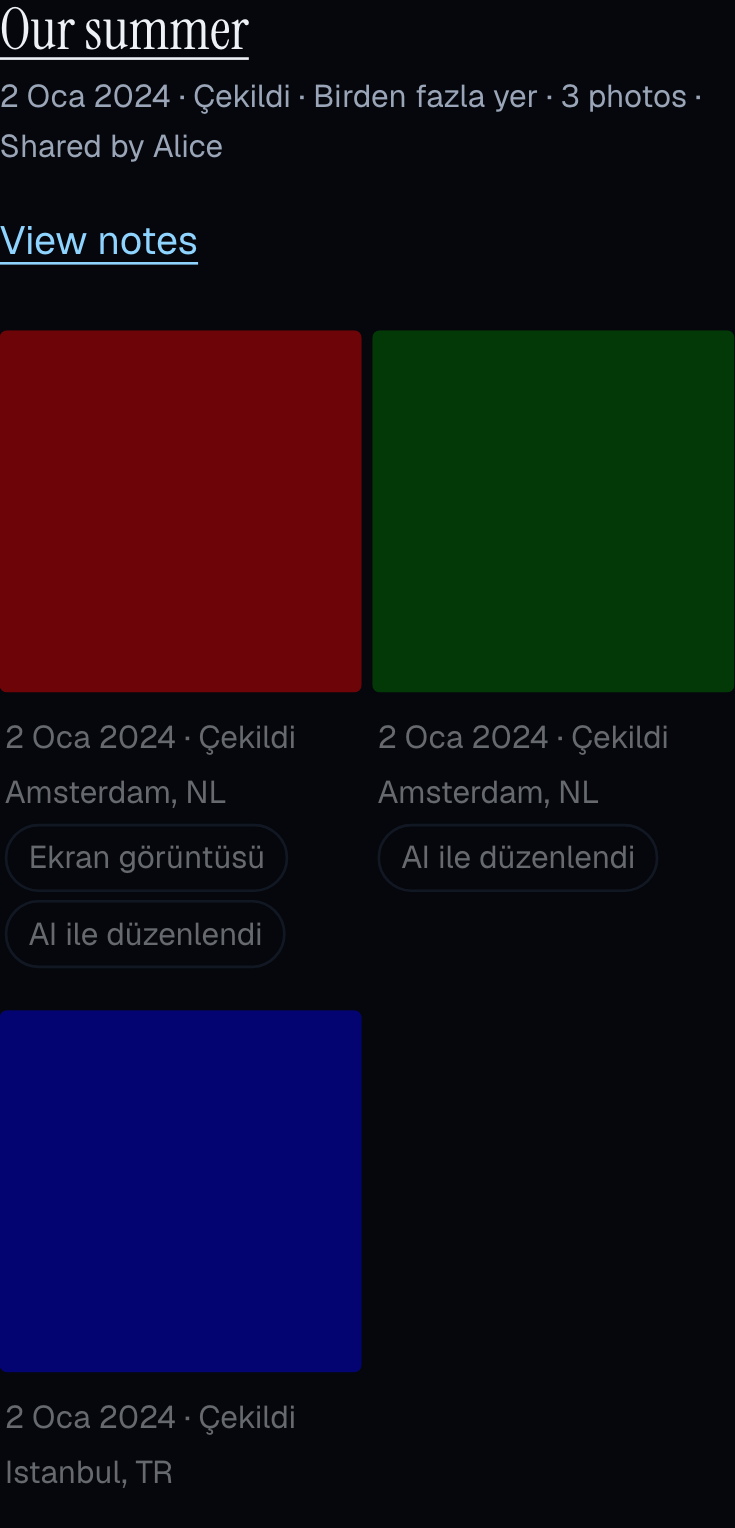 Our summer
2 Oca 2024 · Çekildi · Birden fazla yer · 3 photos ·
Shared by Alice
View notes
2 Oca 2024 · Çekildi
Amsterdam, NL
Ekran görüntüsü
AI ile düzenlendi
2 Oca 2024 · Çekildi
Amsterdam, NL
AI ile düzenlendi
2 Oca 2024 · Çekildi
Istanbul, TR